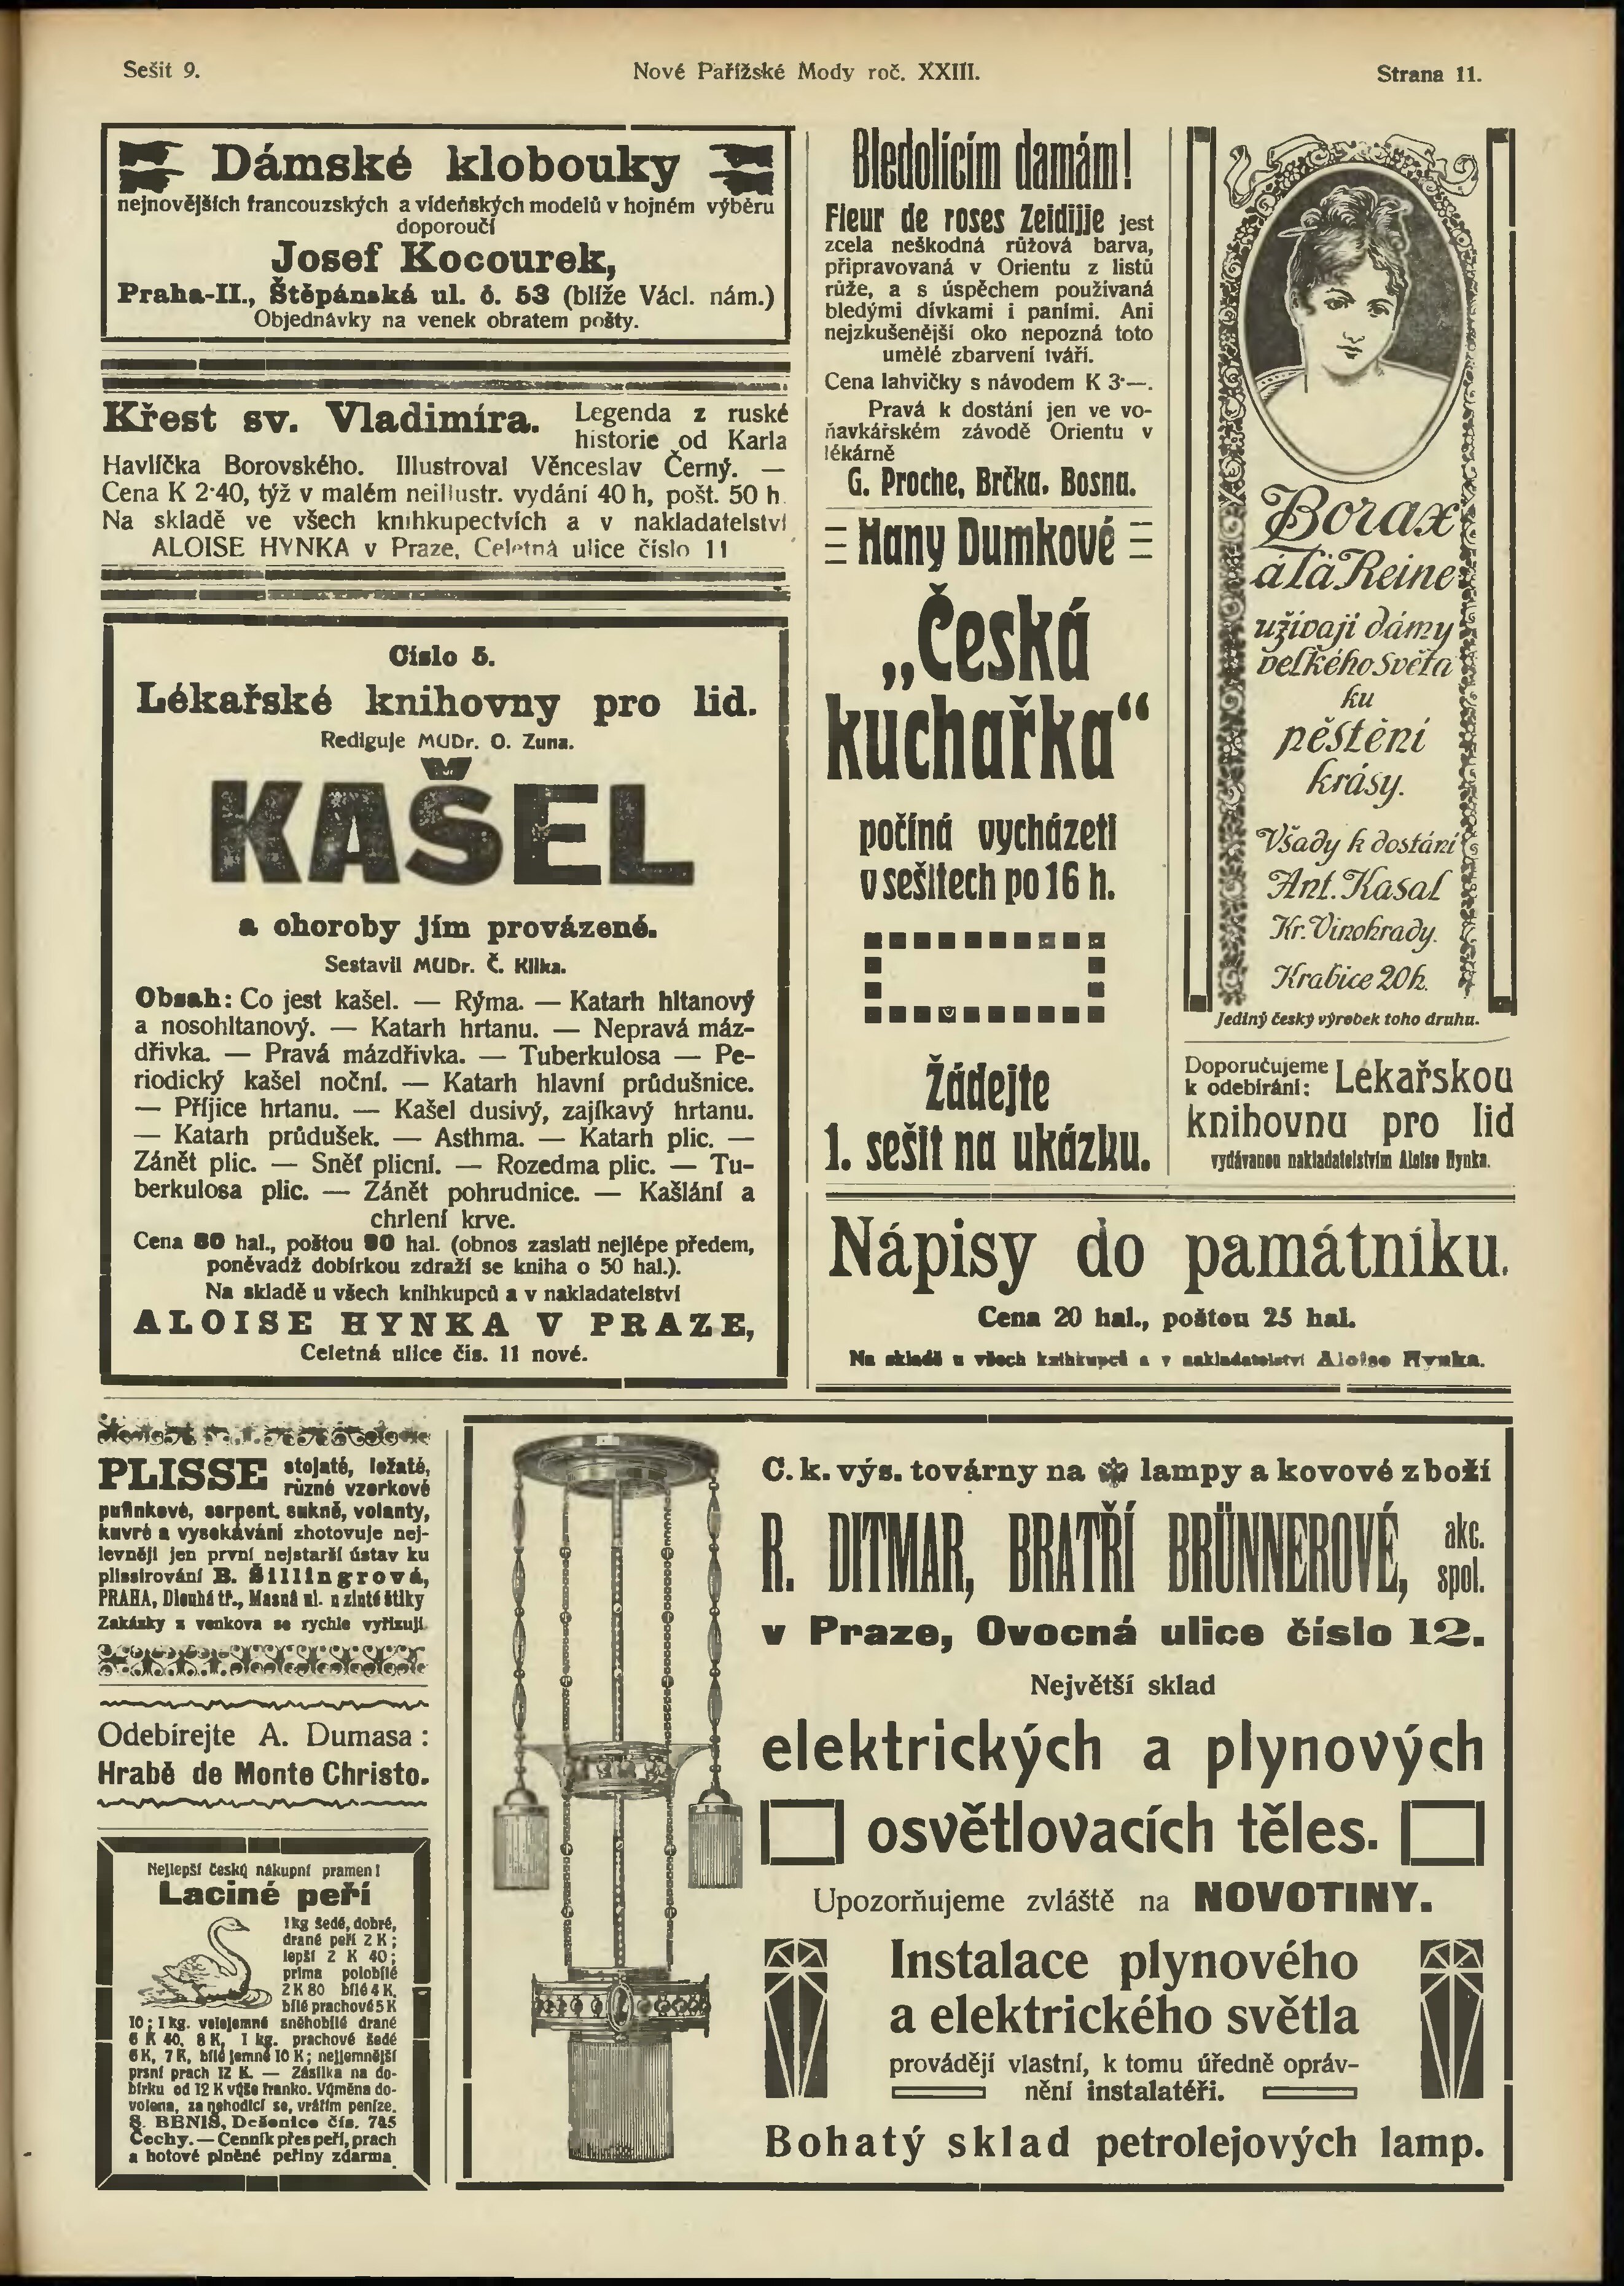 Sešit 9.
Nové Pařížské Mody roč. XXIII.
Strana 11.
Dámské klobouky
nejnovějších francouzských a vídeňských modelů v hojném výběru
doporoučí
Josef Kocourek,
Praha-II., Štěpánská ul. č. 53 (blíže Václ. nám.)
Objednávky na venek obratem pošty.
Křest sv. Vladimíra. Legenda z ruské
historie od Karla
Havlíčka Borovského. Illustroval Věnceslav Černý. —
Cena K 2·40, týž v malém neillustr. vydání 40 h, pošt. 50 h.
Na skladě ve všech knihkupectvích a v nakladatelství
ALOISE HYNKA v Praze, Celetná ulice číslo 11
Číslo 5.
Lékařské knihovny pro lid.
Rediguje MUDr. O. Zuna.
KAŠEL
a choroby jím provázené.
Sestavil MUDr. Č. Klika.
Obsah: Co jest kašel. — Rýma. — Katarh hltanový
a nosohltanový. — Katarh hrtanu. — Nepravá máz-
dřivka. — Pravá mázdřivka. — Tuberkulosa — Pe-
riodický kašel noční. — Katarh hlavní průdušnice.
— Příjice hrtanu. — Kašel dusivý, zajíkavý hrtanu.
— Katarh průdušek. — Asthma. — Katarh plic. —
Zánět plic. — Sněť plicní. — Rozedma plic. — Tu-
berkulosa plic. — Zánět pohrudnice. — Kašlání a
chrlení krve.
Cena 80 hal., poštou 90 hal. (obnos zaslati nejlépe předem,
poněvadž dobírkou zdraží se kniha o 50 hal.).
Na skladě u všech knihkupců a v nakladatelství
ALOISE HYNKA V PRAZE,
Celetná ulice čís. 11 nové.
Bledolícím damám!
Fleur de roses Zeidijje jest
zcela neškodná růžová barva,
připravovaná v Orientu z listů
růže, a s úspěchem používaná
bledými dívkami i paními. Ani
nejzkušenější oko nepozná toto
umělé zbarvení tváří.
Cena lahvičky s návodem K 3·—.
Pravá k dostání jen ve vo-
ňavkářském závodě Orientu v
lékárně
G. Proche, Brčka. Bosna.
Hany Dumkové
„Česká
kuchařka“
počíná vycházeti
v sešitech po 16 h.
Žádejte
1. sešit na ukázku.
Borax
à la Reine
užívají dámy
velkého Světa
ku
pěstění
krásy.
Všady k dostání
Ant. Kasal
Kr. Vinohrady.
Krabice 20 h.
Jediný český výrobek toho druhu.
Doporučujeme
k odebírání: Lékařskou
knihovnu pro lid
vydávanou nakladatelstvím Aloise Hynka.
Nápisy do památníku.
Cena 20 hal., poštou 25 hal.
Na skladě u všech knihkupců a v nakladatelství Aloise Hynka.
PLISSE stojaté, ležaté,
různé vzorkové
pufinkové, serpent. sukně, volanty,
kuvré a vysekávání zhotovuje nej-
levněji jen první nejstarší ústav ku
plissirování B. Šillingrová,
PRAHA, Dlouhá tř., Masná ul. u zlaté štiky
Zakázky z venkova se rychle vyřizují.
Odebírejte A. Dumasa:
Hrabě de Monte Christo.
Nejlepší český nákupní pramen!
Laciné peří
1 kg šedé, dobré,
drané peří 2 K;
lepší 2 K 40;
prima polobílé
2 K 80 bílé 4 K,
bílé prachové 5 K
10; 1 kg. velejemné sněhobílé drané
6 K 40, 8 K, 1 kg. prachové šedé
6 K, 7 K, bílé jemné 10 K; nejjemnější
prsní prach 12 K. — Zásilka na do-
bírku od 12 K výše franko. Výměna do-
volena, za nehodící se, vrátím peníze.
S. BENIŠ, Dešenice čís. 745
Čechy. — Cenník přes peří, prach
a hotové plněné peřiny zdarma.
C. k. výs. továrny na lampy a kovové zboží
R. DITMAR, BRATŘÍ BRÜNNEROVÉ, akc.
spol.
v Praze, Ovocná ulice číslo 12.
Největší sklad
elektrických a plynových
osvětlovacích těles.
Upozorňujeme zvláště na NOVOTINY.
Instalace plynového
a elektrického světla
provádějí vlastní, k tomu úředně opráv-
nění instalatéři.
Bohatý sklad petrolejových lamp.